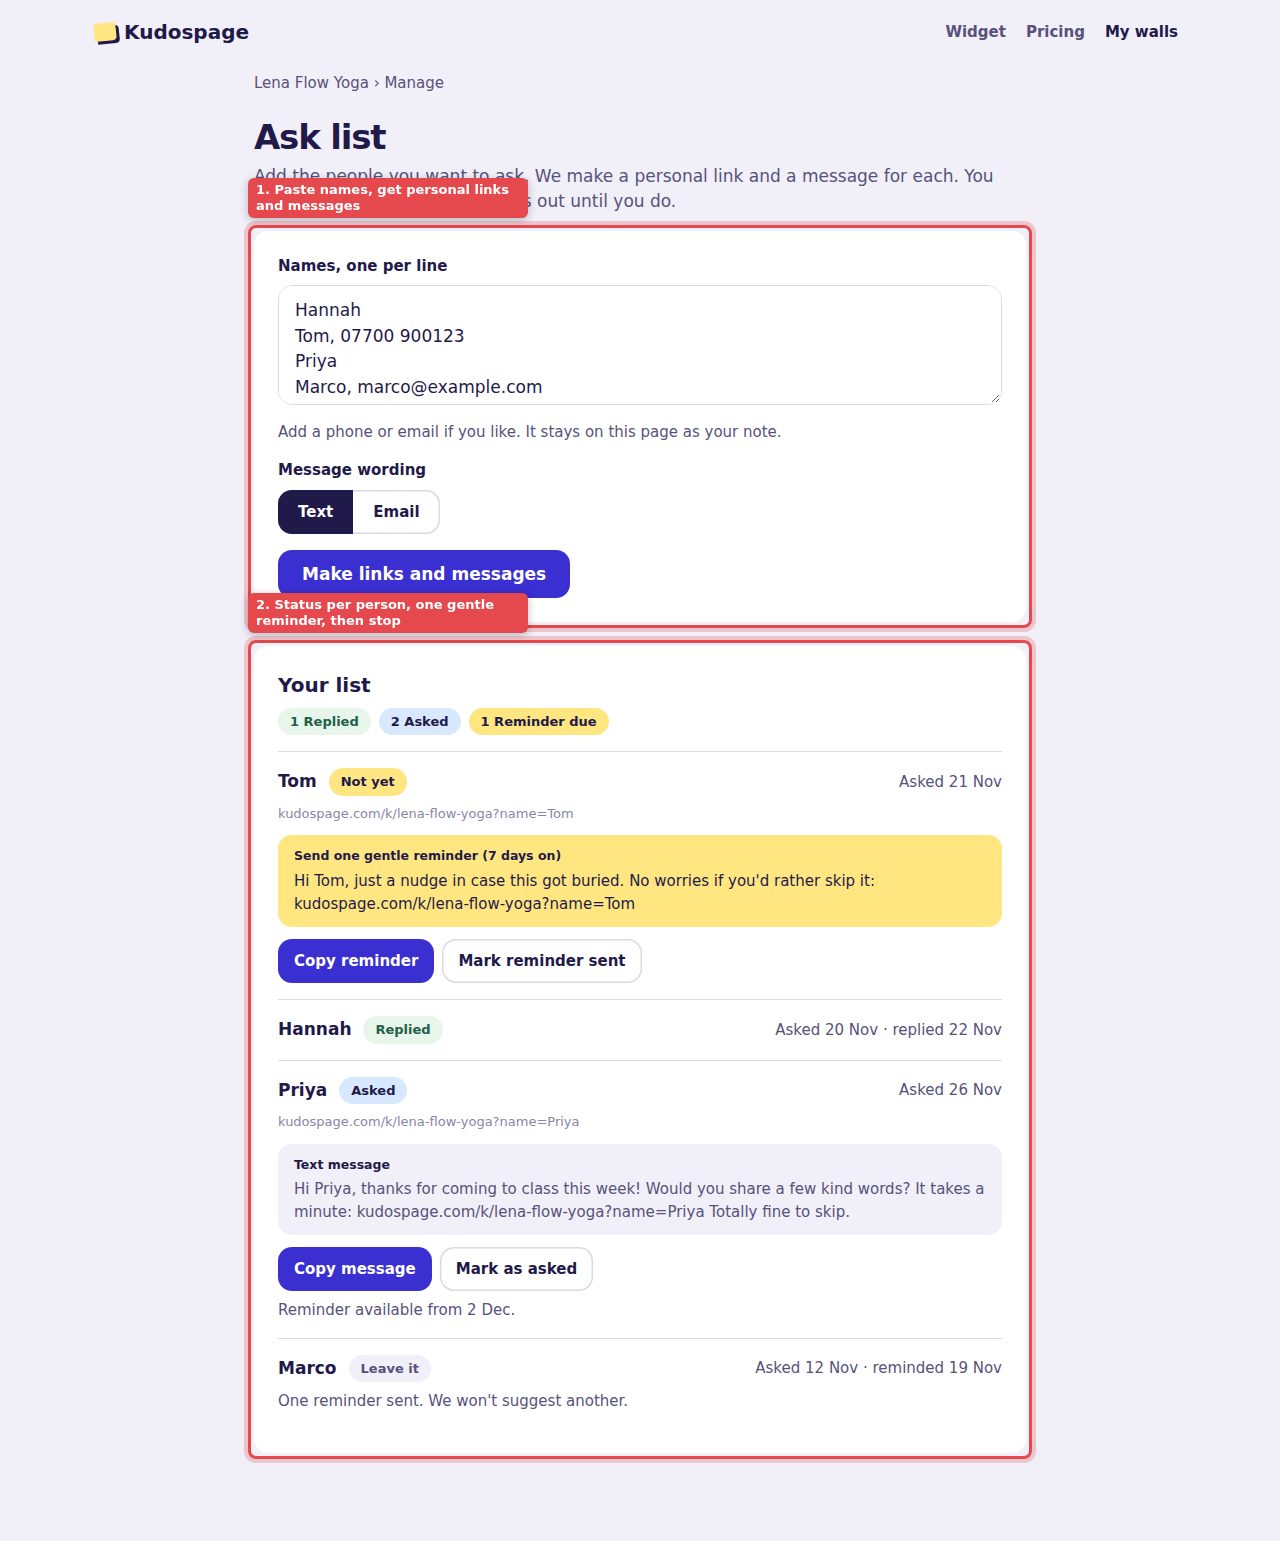 Kudospage
Widget Pricing My walls
Lena Flow Yoga › Manage
Ask list
Add the people you want to ask. We make a personal link and a message for each. You
out until you do.
1. Paste names, get personal links
and messages
Names, one per line
Hannah
Tom, 07700 900123
Priya
Marco, marco@example.com
Add a phone or email if you like. It stays on this page as your note.
Message wording
Text Email
Make links and messages
2. Status per person, one gentle
reminder, then stop
Your list
1 Replied 2 Asked 1 Reminder due
Tom Not yet Asked 21 Nov
kudospage.com/k/lena-flow-yoga?name=Tom
Send one gentle reminder (7 days on)
Hi Tom, just a nudge in case this got buried. No worries if you'd rather skip it:
kudospage.com/k/lena-flow-yoga?name=Tom
Copy reminder Mark reminder sent
Hannah Replied Asked 20 Nov · replied 22 Nov
Priya Asked Asked 26 Nov
kudospage.com/k/lena-flow-yoga?name=Priya
Text message
Hi Priya, thanks for coming to class this week! Would you share a few kind words? It takes a
minute: kudospage.com/k/lena-flow-yoga?name=Priya Totally fine to skip.
Copy message Mark as asked
Reminder available from 2 Dec.
Marco Leave it Asked 12 Nov · reminded 19 Nov
One reminder sent. We won't suggest another.